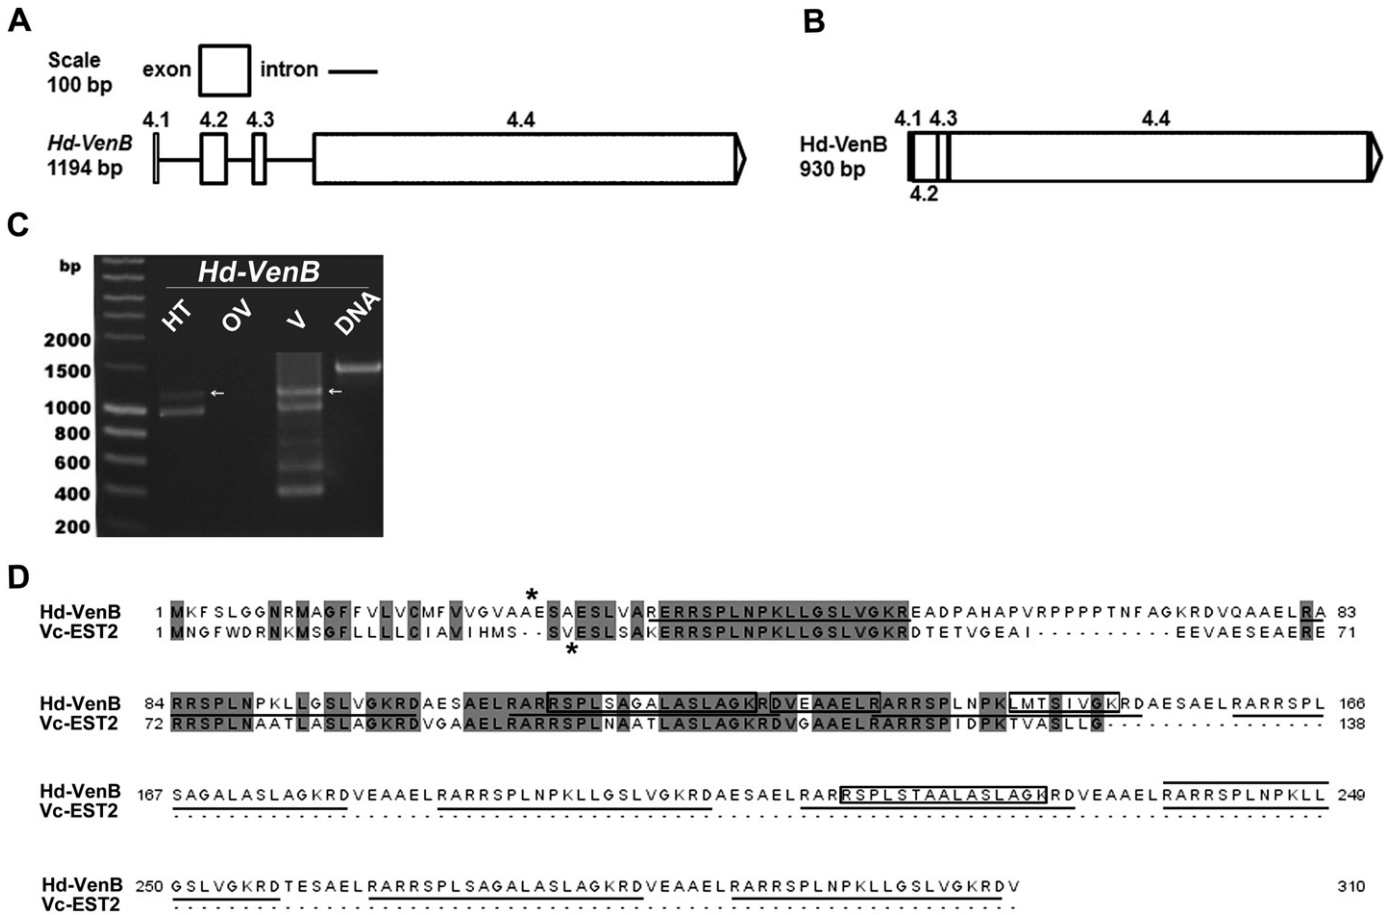 A
Scale
100 bp
exon
intron
4.1 4.2 4.3 4.4
Hd-VenB
1194 bp
B
4.1 4.3 4.4
Hd-VenB
930 bp
4.2
C
bp
Hd-VenB
HT OV V DNA
2000
1500
1000
800
600
400
200
D
*
Hd-VenB 1 MKFSLGGNRMAGFFVLVCMFVVGVAAESAESLVARERRSPLNPKLLGSLVGKREADPAHAPVRPPPPTNFAGKRDVQAAELRA 83
Vc-EST2 1 MNGFWDRNKMSGFLLLLCIAVIHMS--SVESLSAKERRSPLNPKLLGSLVGKRDTETVGEAI----------EEVAESEAERE 71
*
Hd-VenB 84 RRSPLNPKLLGSLVGKRDAESAELRARRSPLSAGALASLAGKRDVEAAELRARRSPLNPKLMTSIVGKRDAESAELRARRSPL 166
Vc-EST2 72 RRSPLNAATLASLAGKRDVGAAELRARRSPLNAATLASLAGKRDVGAAELRARRSPIDPKTVASLLG---------------- 138
Hd-VenB 167 SAGALASLAGKRDVEAAELRARRSPLNPKLLGSLVGKRDAESAELRARRSPLSTAALASLAGKRDVEAAELRARRSPLNPKLL 249
Vc-EST2 -----------------------------------------------------------------------------------
Hd-VenB 250 GSLVGKRDTESAELRARRSPLSAGALASLAGKRDVEAAELRARRSPLNPKLLGSLVGKRDV 310
Vc-EST2 -------------------------------------------------------------